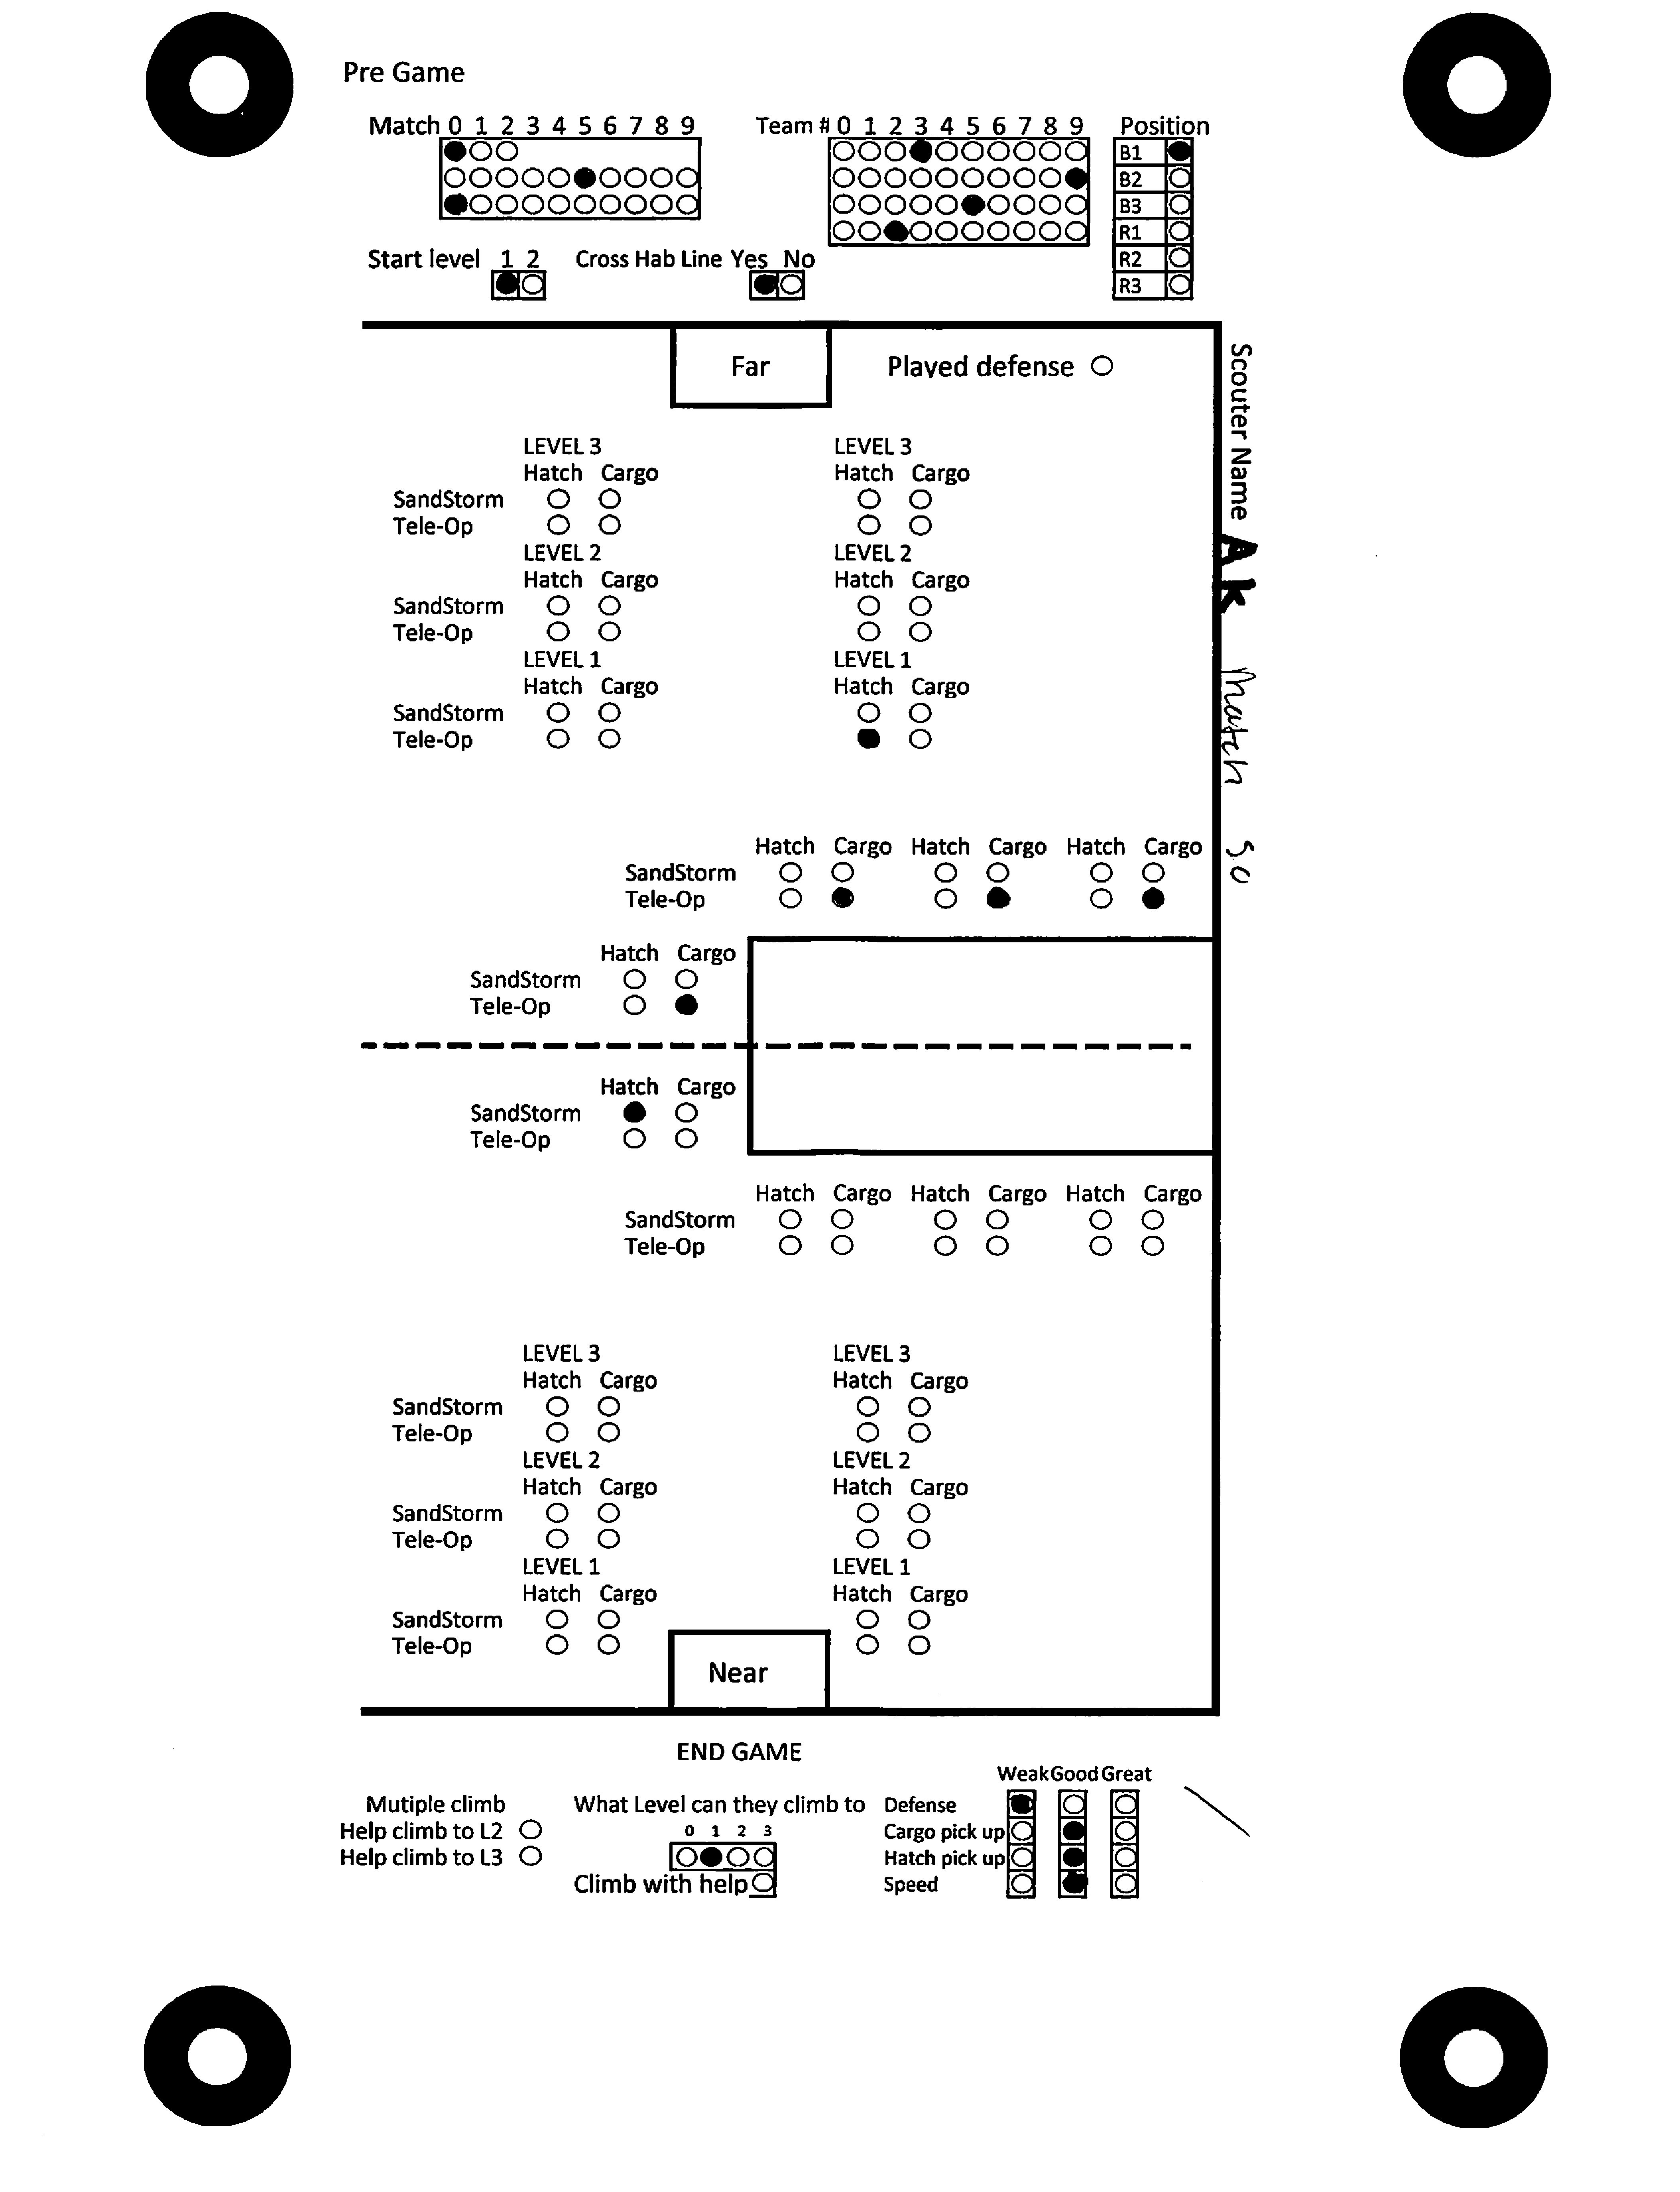 Pre Game
Match 0 1 2 3 4 5 6 7 8 9
Team # 0 1 2 3 4 5 6 7 8 9
Position
B1
B2
B3
R1
R2
R3
Start level 1 2
Cross Hab Line Yes No
Far
Played defense
Scouter Name AK Match 50
LEVEL 3 LEVEL 3
Hatch Cargo Hatch Cargo
SandStorm
Tele-Op
LEVEL 2 LEVEL 2
Hatch Cargo Hatch Cargo
SandStorm
Tele-Op
LEVEL 1 LEVEL 1
Hatch Cargo Hatch Cargo
SandStorm
Tele-Op
Hatch Cargo Hatch Cargo Hatch Cargo
SandStorm
Tele-Op
Hatch Cargo
SandStorm
Tele-Op
Hatch Cargo
SandStorm
Tele-Op
Hatch Cargo Hatch Cargo Hatch Cargo
SandStorm
Tele-Op
LEVEL 3 LEVEL 3
Hatch Cargo Hatch Cargo
SandStorm
Tele-Op
LEVEL 2 LEVEL 2
Hatch Cargo Hatch Cargo
SandStorm
Tele-Op
LEVEL 1 LEVEL 1
Hatch Cargo Hatch Cargo
SandStorm
Tele-Op
Near
END GAME
Mutiple climb
Help climb to L2
Help climb to L3
What Level can they climb to
0 1 2 3
Climb with help
Weak Good Great
Defense
Cargo pick up
Hatch pick up
Speed